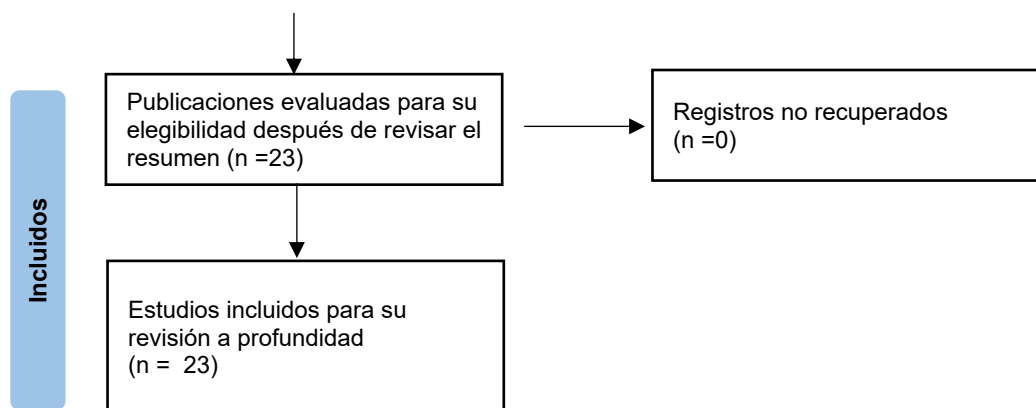 Publicaciones evaluadas para su
elegibilidad después de revisar el
resumen (n =23)
Registros no recuperados
(n =0)
Incluidos
Estudios incluidos para su
revisión a profundidad
(n = 23)